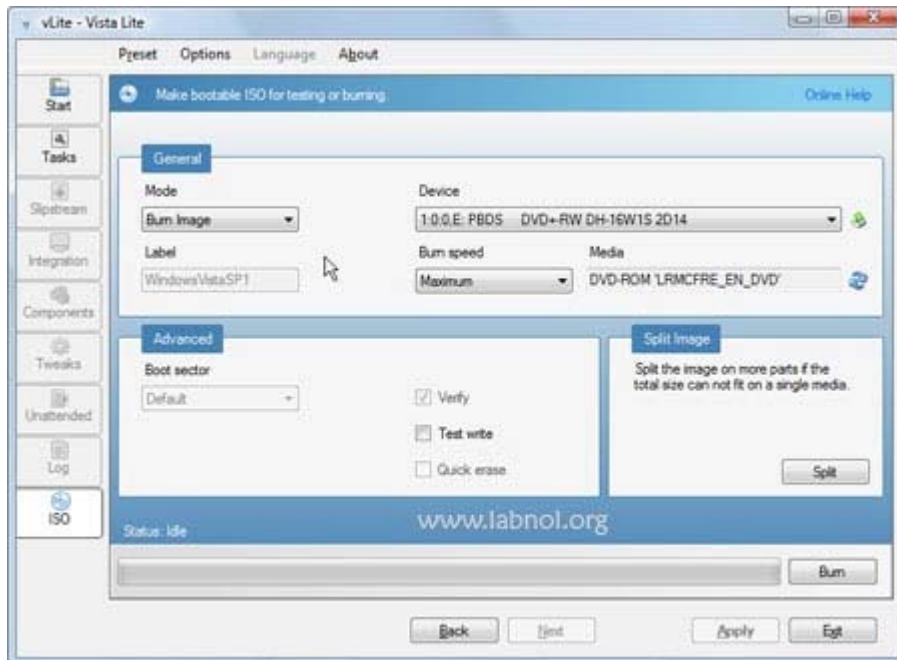 vLite - Vista Lite
Preset Options Language About
Start
Tasks
Slipstream
Integration
Components
Tweaks
Unattended
Log
ISO
Make bootable ISO for testing or burning.
Online Help
General
Mode
Device
Burn Image
1:0:0,E: PBDS DVD+-RW DH-16W1S 2D14
Label
Burn speed
Media
WindowsVistaSP1
Maximum
DVD-ROM 'LRMCFRE_EN_DVD'
Advanced
Boot sector
Default
Verify
Test write
Quick erase
Split Image
Split the image on more parts if the
total size can not fit on a single media.
Split
www.labnol.org
Status: Idle
Burn
Back
Next
Apply
Exit